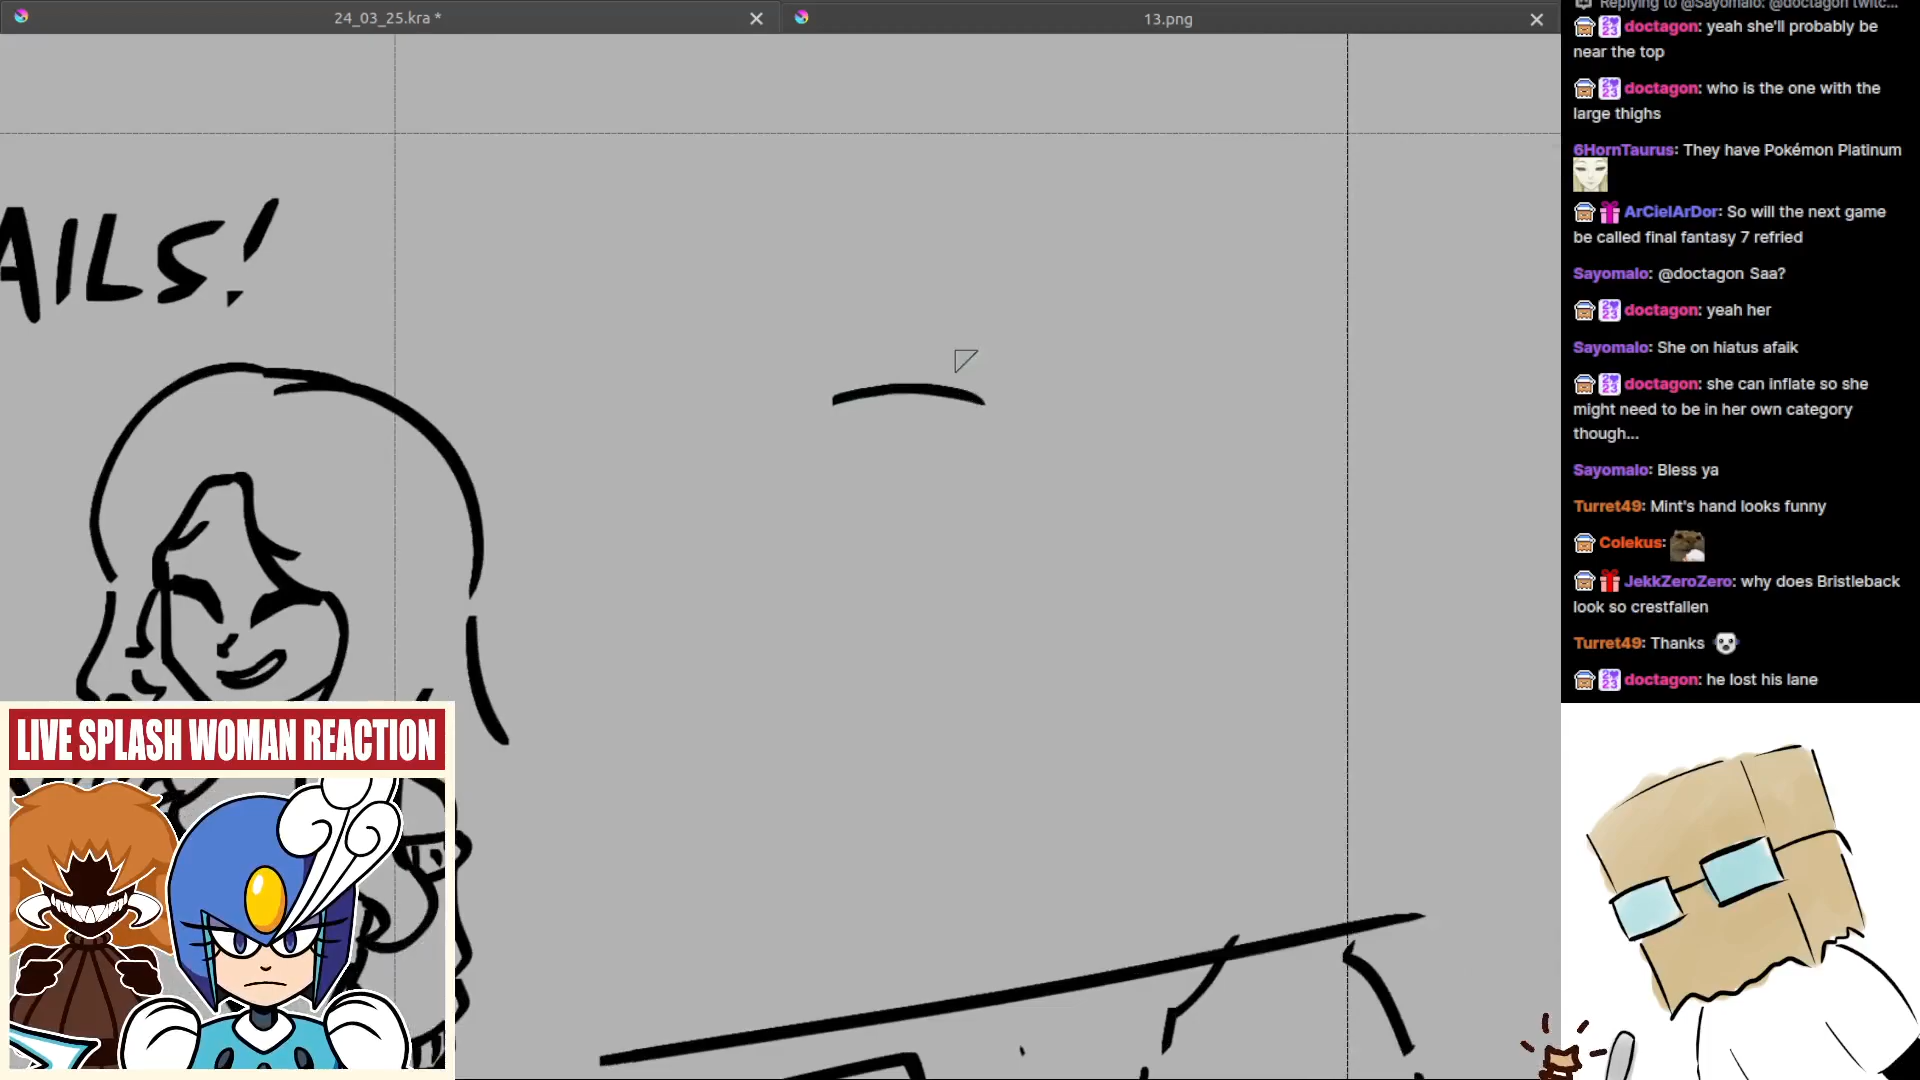 24_03_25.kra *
13.png
AILS!
LIVE SPLASH WOMAN REACTION
Replying to @Sayomalo: @doctagon twitc...
doctagon: yeah she'll probably be
near the top
doctagon: who is the one with the
large thighs
6HornTaurus: They have Pokémon Platinum
ArCielArDor: So will the next game
be called final fantasy 7 refried
Sayomalo: @doctagon Saa?
doctagon: yeah her
Sayomalo: She on hiatus afaik
doctagon: she can inflate so she
might need to be in her own category
though...
Sayomalo: Bless ya
Turret49: Mint's hand looks funny
Colekus:
JekkZeroZero: why does Bristleback
look so crestfallen
Turret49: Thanks
doctagon: he lost his lane